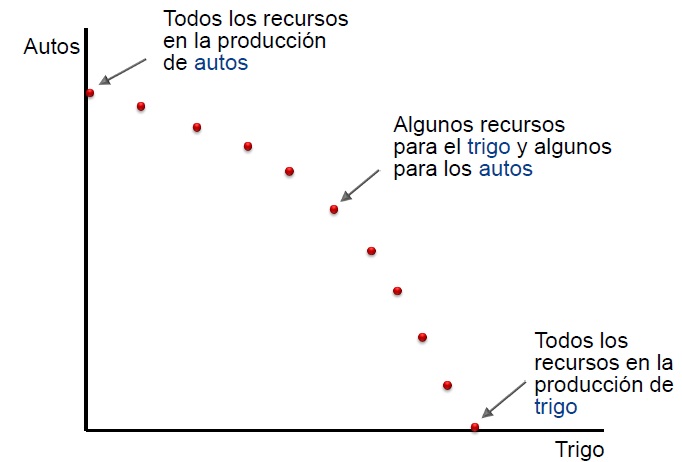 Todos los recursos
en la producción
de autos
Autos
Algunos recursos
para el trigo y algunos
para los autos
Todos los
recursos en la
producción de
trigo
Trigo